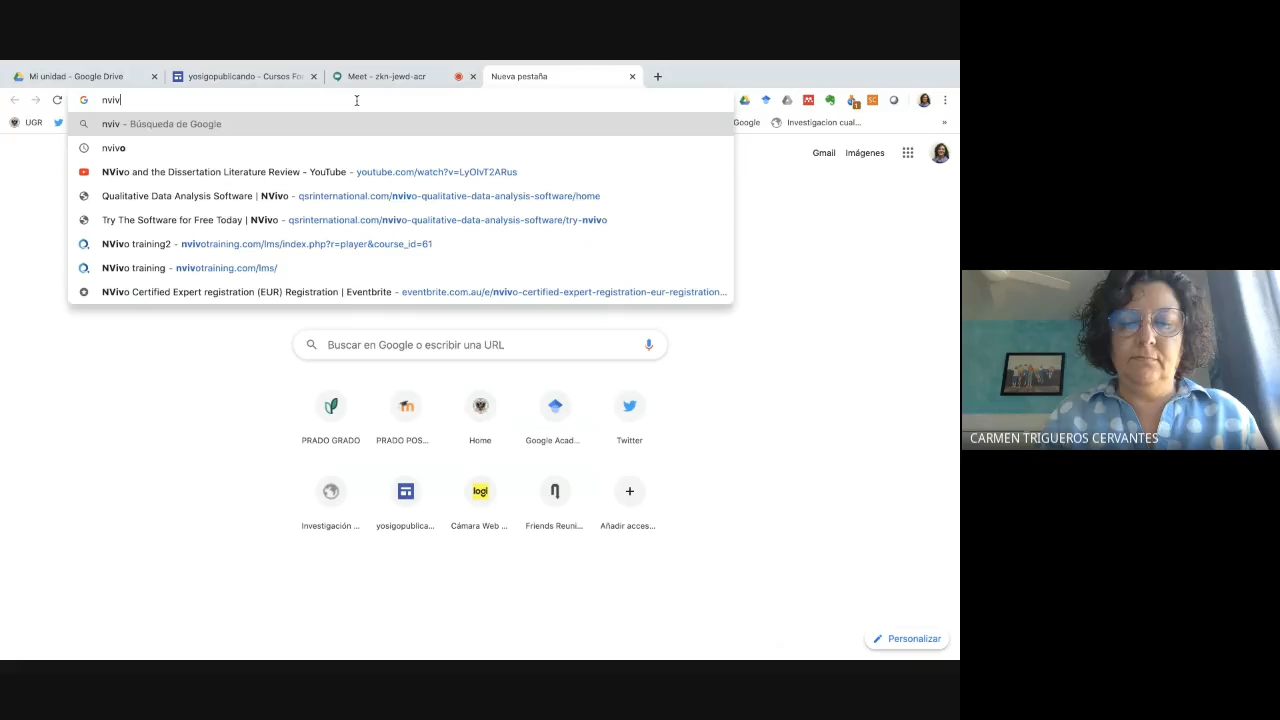 Mi unidad - Google Drive
yosigopublicando - Cursos For
Meet - zkn-jewd-acr
Nueva pestaña
nviv
UGR
Google
Investigacion cual...
»
nviv - Búsqueda de Google
nvivo
NVivo and the Dissertation Literature Review - YouTube - youtube.com/watch?v=LyOIvT2ARus
Qualitative Data Analysis Software | NVivo - qsrinternational.com/nvivo-qualitative-data-analysis-software/home
Try The Software for Free Today | NVivo - qsrinternational.com/nvivo-qualitative-data-analysis-software/try-nvivo
NVivo training2 - nvivotraining.com/lms/index.php?r=player&course_id=61
NVivo training - nvivotraining.com/lms/
NVivo Certified Expert registration (EUR) Registration | Eventbrite - eventbrite.com.au/e/nvivo-certified-expert-registration-eur-registration...
Gmail Imágenes
Buscar en Google o escribir una URL
PRADO GRADO
PRADO POS...
Home
Google Acad...
Twitter
logi
Investigación ...
yosigopublica...
Cámara Web ...
Friends Reuni...
Añadir acces...
Personalizar
CARMEN TRIGUEROS CERVANTES